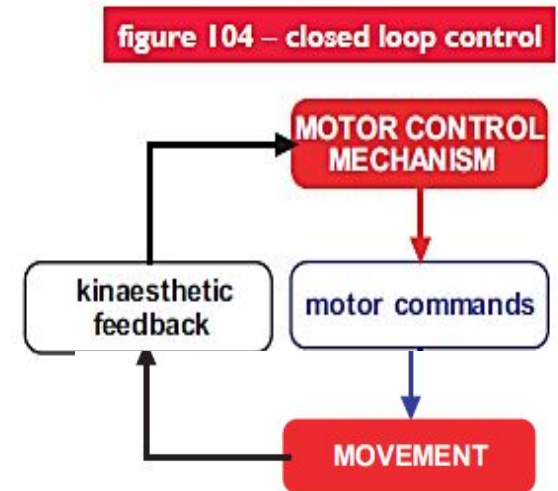 figure 104 – closed loop control
MOTOR CONTROL
MECHANISM
kinaesthetic
feedback
motor commands
MOVEMENT